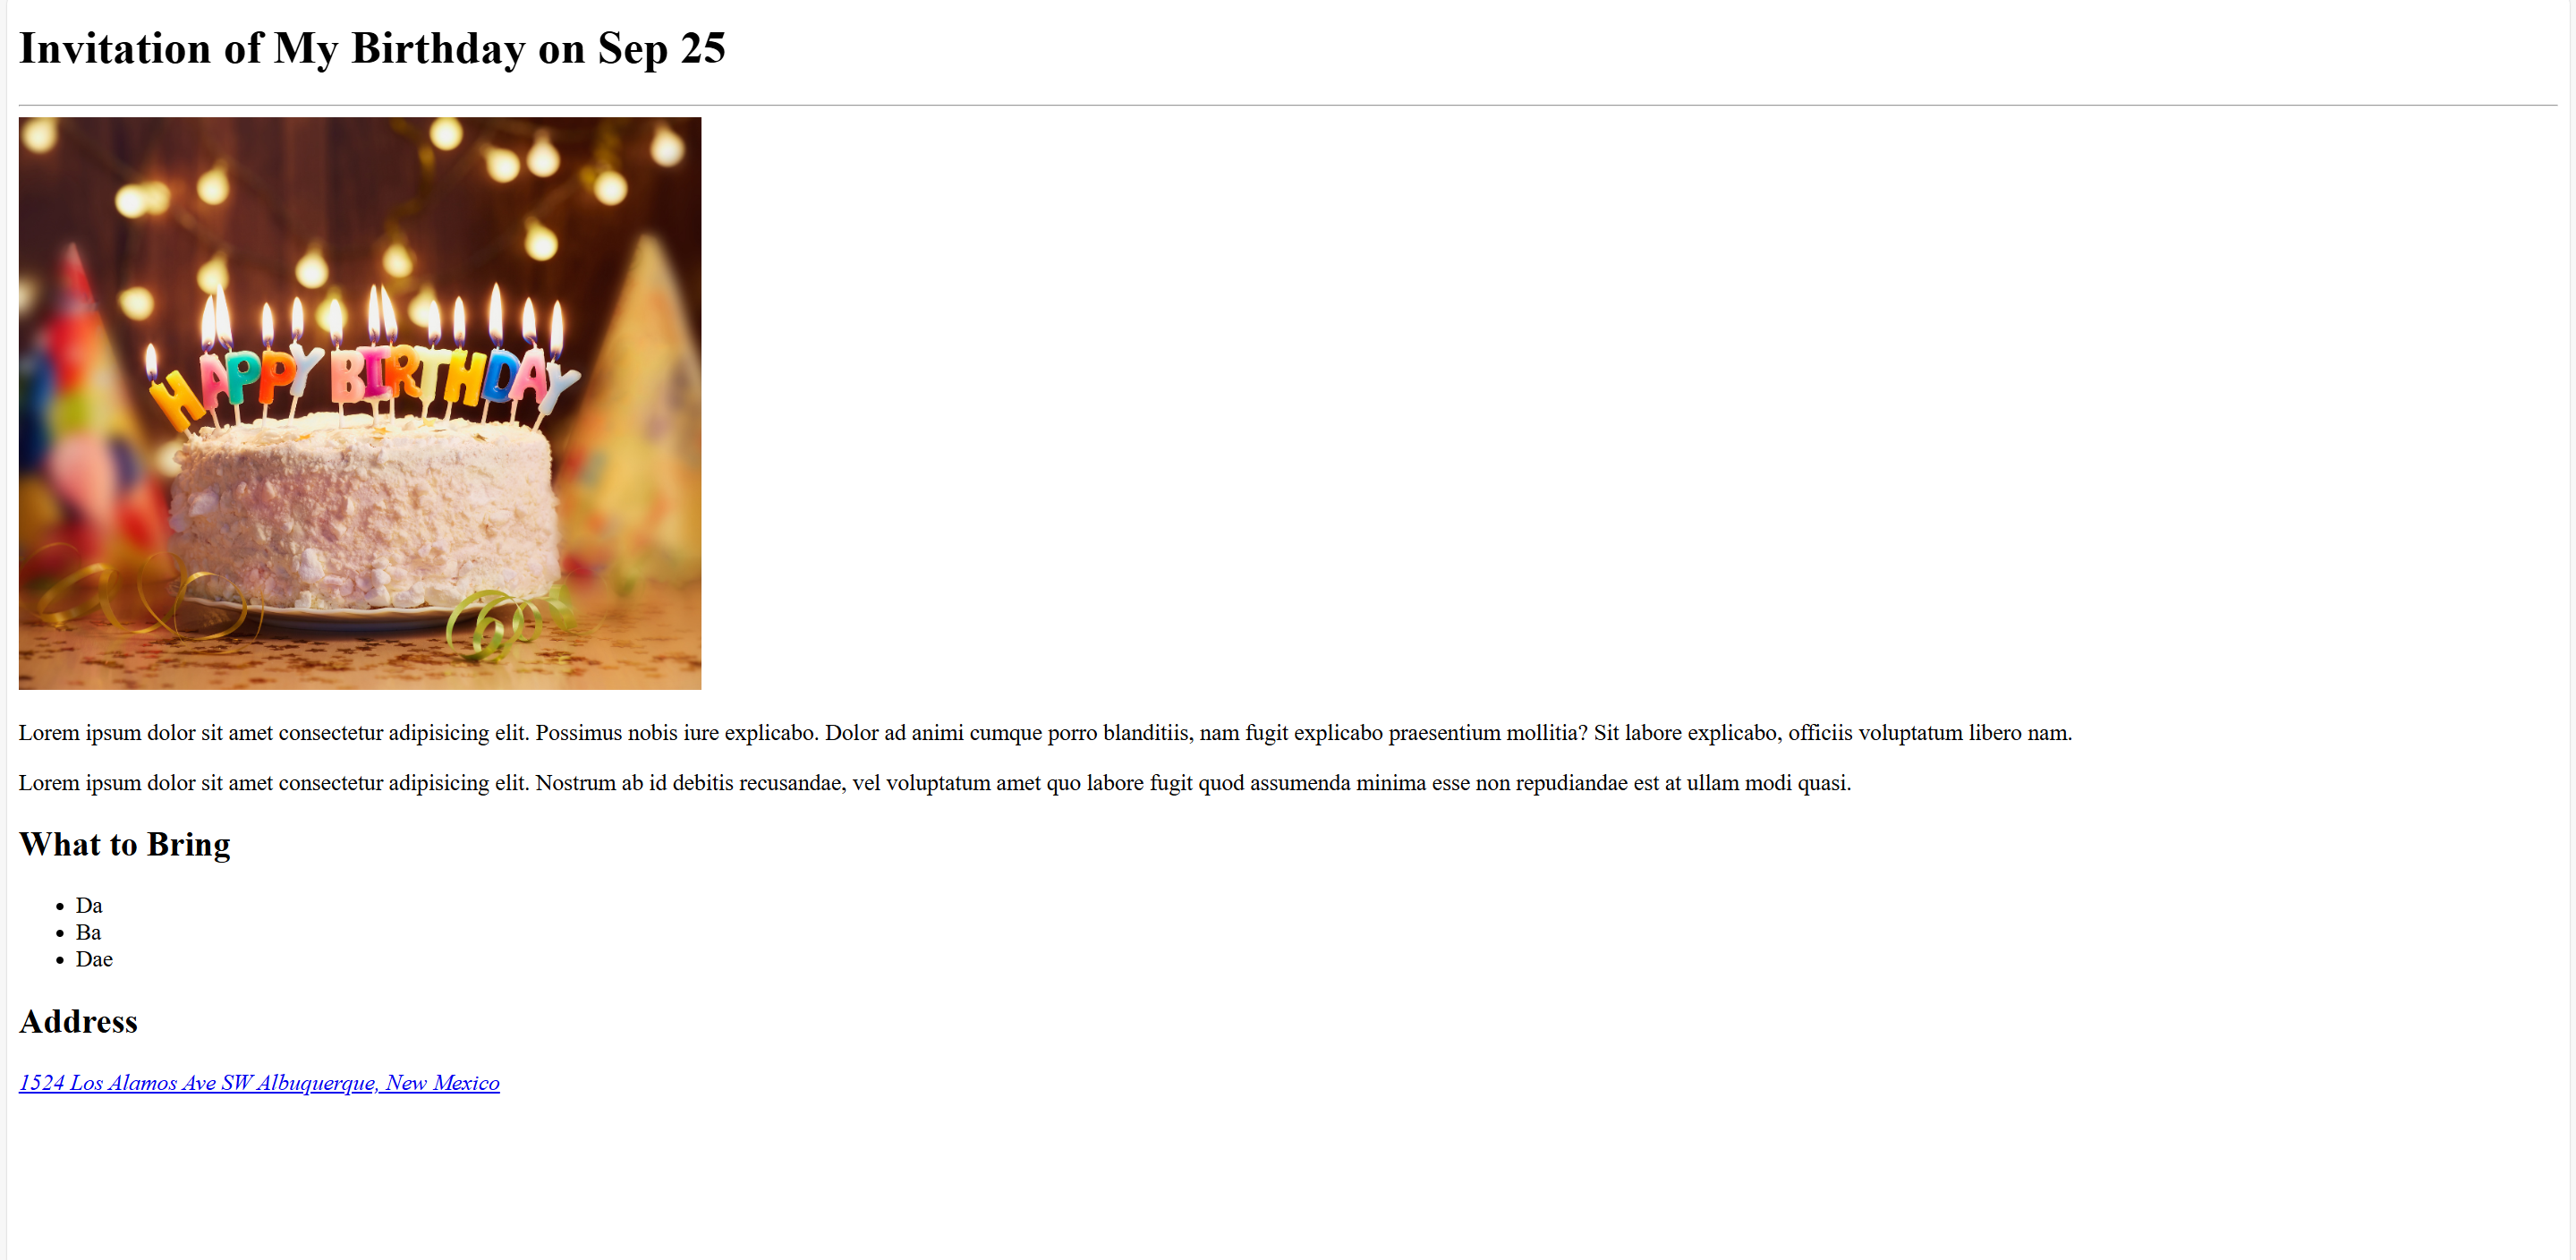 Invitation of My Birthday on Sep 25
HAPPY BIRTHDAY
Lorem ipsum dolor sit amet consectetur adipisicing elit. Possimus nobis iure explicabo. Dolor ad animi cumque porro blanditiis, nam fugit explicabo praesentium mollitia? Sit labore explicabo, officiis voluptatum libero nam.
Lorem ipsum dolor sit amet consectetur adipisicing elit. Nostrum ab id debitis recusandae, vel voluptatum amet quo labore fugit quod assumenda minima esse non repudiandae est at ullam modi quasi.
What to Bring
• Da
• Ba
• Dae
Address
1524 Los Alamos Ave SW Albuquerque, New Mexico